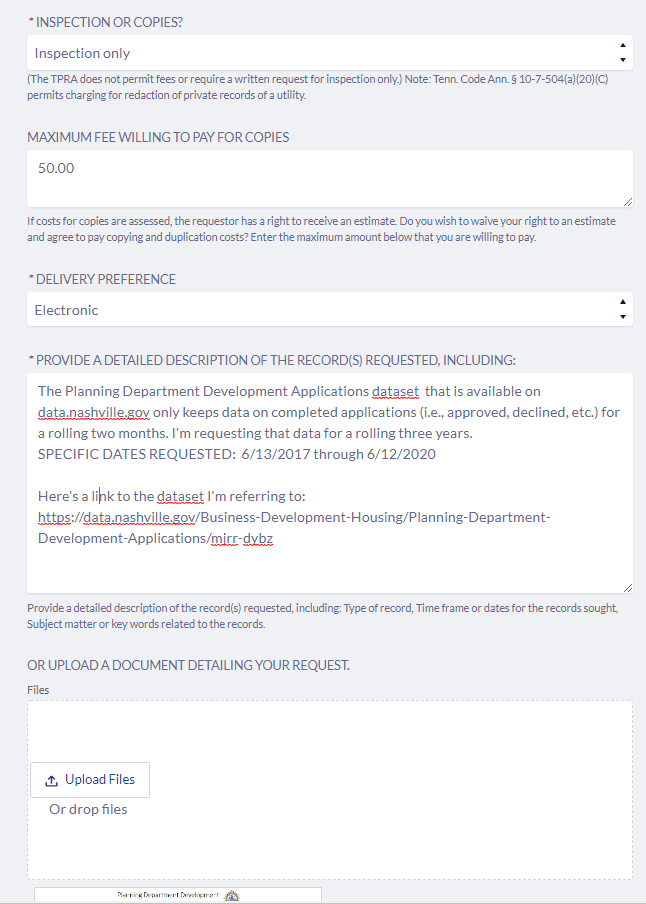 * INSPECTION OR COPIES?
Inspection only
(The TPRA does not permit fees or require a written request for inspection only.) Note: Tenn. Code Ann. § 10-7-504(a)(20)(C)
permits charging for redaction of private records of a utility.
MAXIMUM FEE WILLING TO PAY FOR COPIES
50.00
If costs for copies are assessed, the requestor has a right to receive an estimate. Do you wish to waive your right to an estimate
and agree to pay copying and duplication costs? Enter the maximum amount below that you are willing to pay.
* DELIVERY PREFERENCE
Electronic
* PROVIDE A DETAILED DESCRIPTION OF THE RECORD(S) REQUESTED, INCLUDING:
The Planning Department Development Applications dataset  that is available on
data.nashville.gov only keeps data on completed applications (i.e., approved, declined, etc.) for
a rolling two months. I'm requesting that data for a rolling three years.
SPECIFIC DATES REQUESTED:  6/13/2017 through 6/12/2020
Here's a link to the dataset I'm referring to:
https://data.nashville.gov/Business-Development-Housing/Planning-Department-
Development-Applications/mjrr-dybz
Provide a detailed description of the record(s) requested, including: Type of record, Time frame or dates for the records sought,
Subject matter or key words related to the records.
OR UPLOAD A DOCUMENT DETAILING YOUR REQUEST.
Files
Upload Files
Or drop files
Planning Department Development